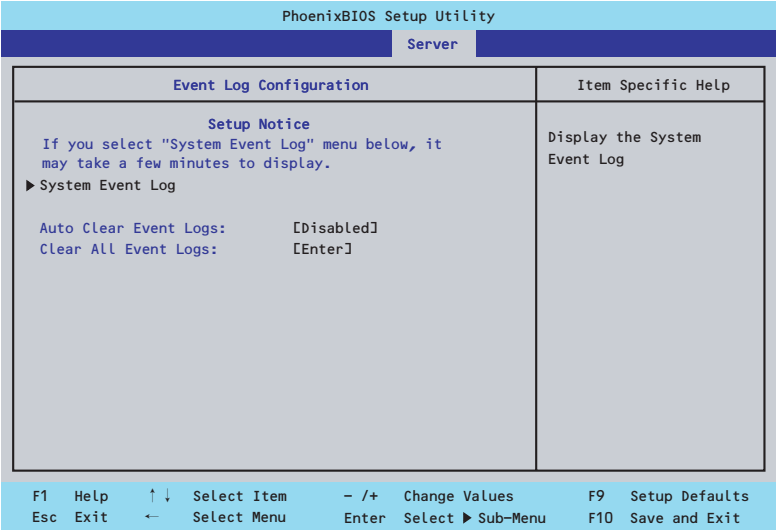 PhoenixBIOS Setup Utility
Server
Event Log Configuration
Item Specific Help
Setup Notice
If you select "System Event Log" menu below, it
may take a few minutes to display.
▶ System Event Log
Auto Clear Event Logs: [Disabled]
Clear All Event Logs: [Enter]
Display the System
Event Log
F1 Help ↑↓ Select Item - /+ Change Values F9 Setup Defaults
Esc Exit ← Select Menu Enter Select ▶ Sub-Menu F10 Save and Exit